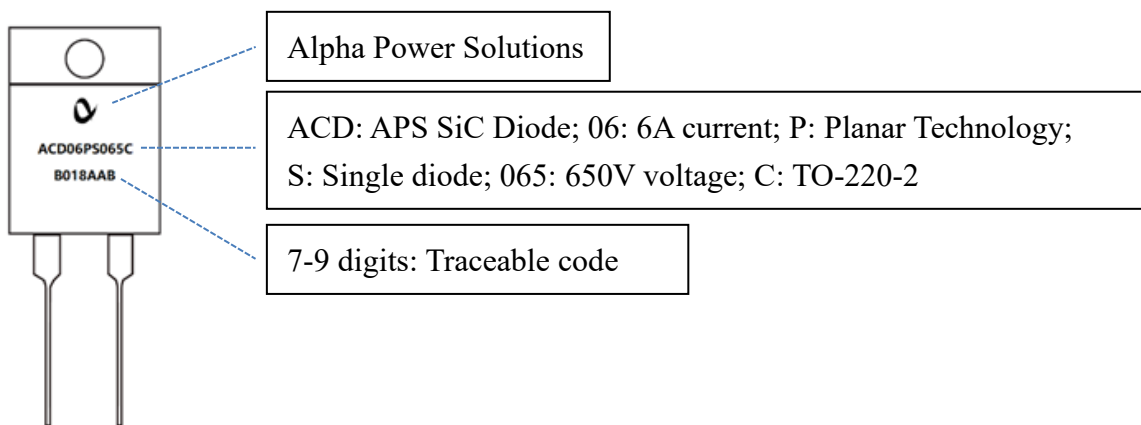 Alpha Power Solutions
ACD06PS065C
B018AAB
ACD: APS SiC Diode; 06: 6A current; P: Planar Technology;
S: Single diode; 065: 650V voltage; C: TO-220-2
7-9 digits: Traceable code